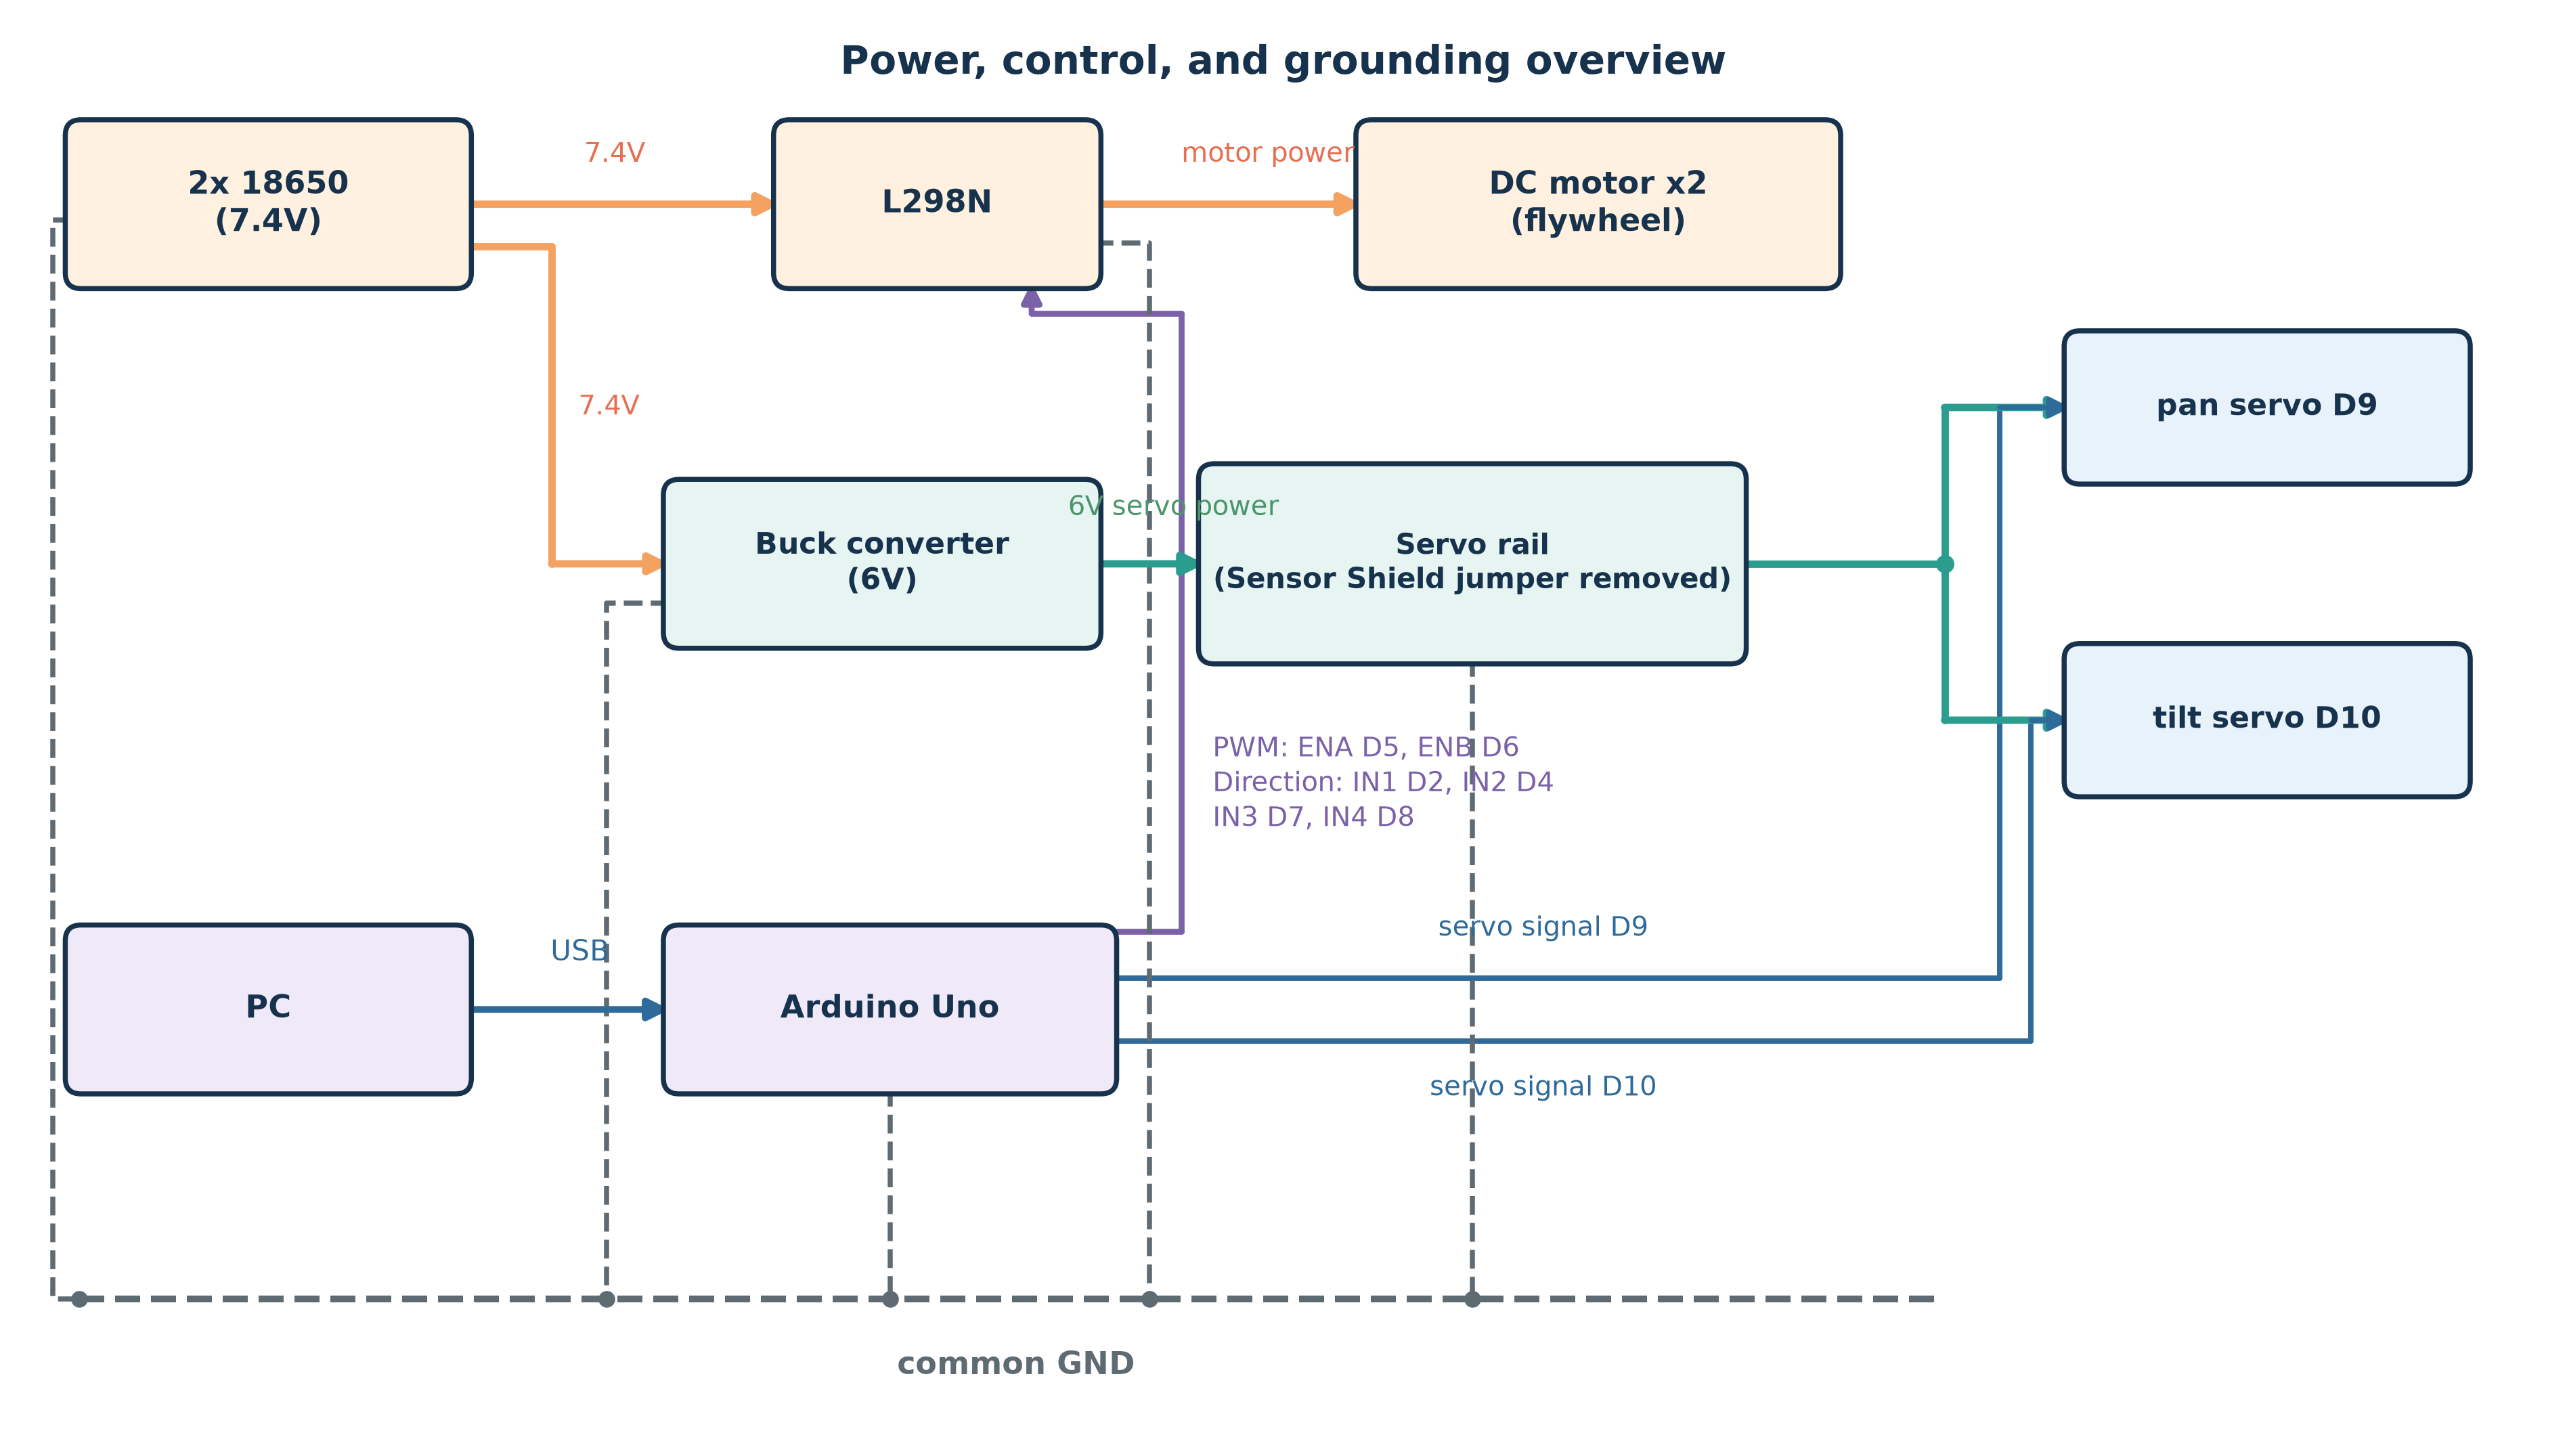 Power, control, and grounding overview
2x 18650
(7.4V)
7.4V
L298N
motor power
DC motor x2
(flywheel)
7.4V
pan servo D9
Buck converter
(6V)
6V servo power
Servo rail
(Sensor Shield jumper removed)
tilt servo D10
PWM: ENA D5, ENB D6
Direction: IN1 D2, IN2 D4
IN3 D7, IN4 D8
PC
USB
Arduino Uno
servo signal D9
servo signal D10
common GND